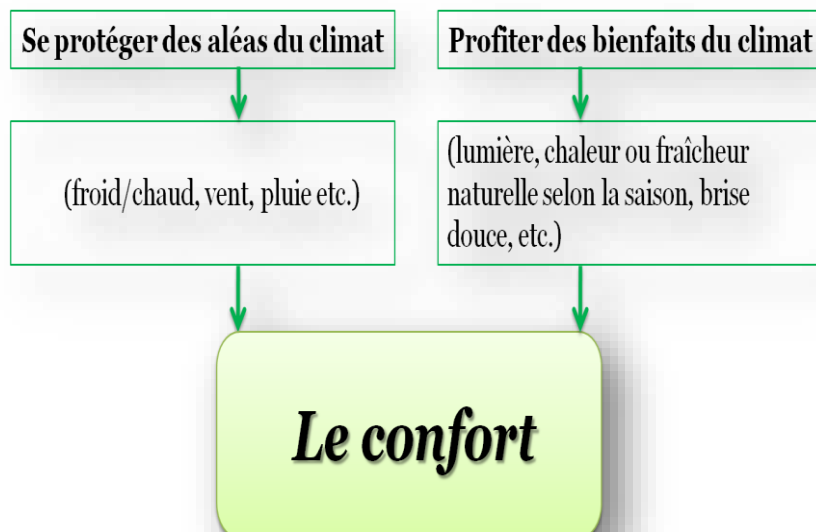 Se protéger des aléas du climat
Profiter des bienfaits du climat
(froid/chaud, vent, pluie etc.)
(lumière, chaleur ou fraîcheur
naturelle selon la saison, brise
douce, etc.)
Le confort